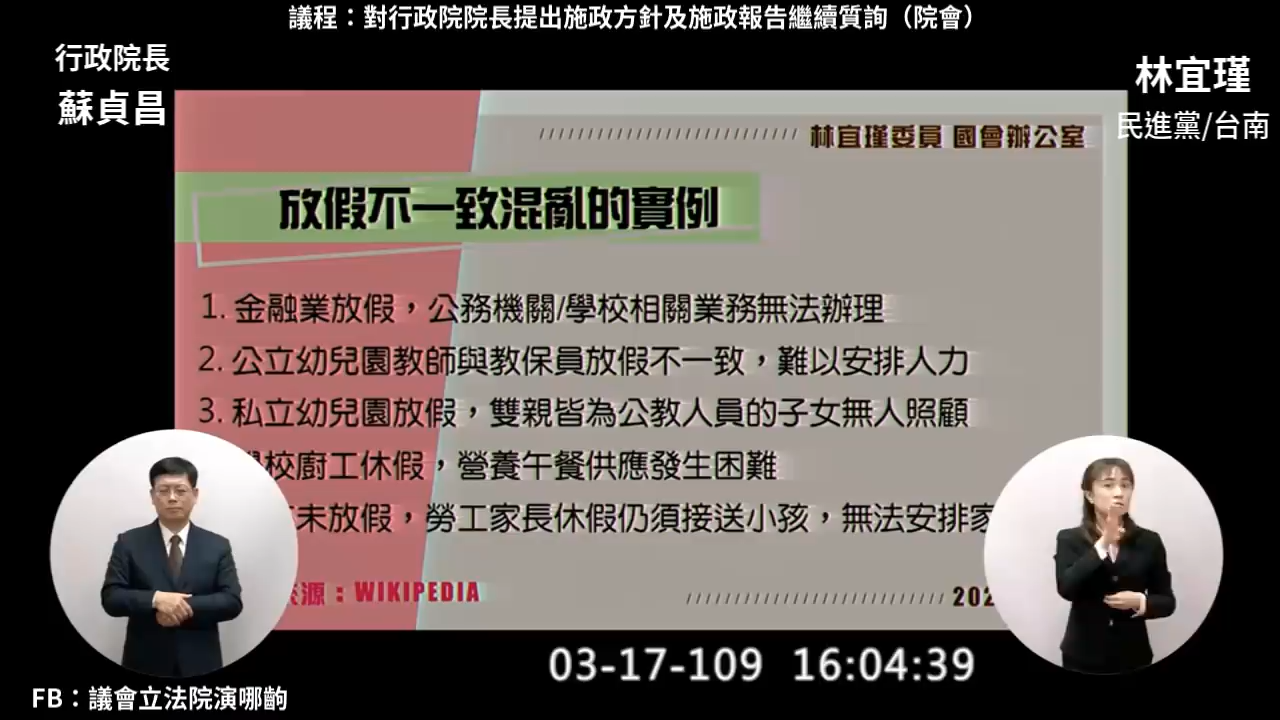 議程：對行政院院長提出施政方針及施政報告繼續質詢（院會）
行政院長
蘇貞昌
林宜瑾
民進黨/台南
林宜瑾委員 國會辦公室
放假不一致混亂的實例
1. 金融業放假，公務機關/學校相關業務無法辦理
2. 公立幼兒園教師與教保員放假不一致，難以安排人力
3. 私立幼兒園放假，雙親皆為公教人員的子女無人照顧
校廚工休假，營養午餐供應發生困難
未放假，勞工家長休假仍須接送小孩，無法安排家
源：WIKIPEDIA
202
03-17-109 16:04:39
FB：議會立法院演哪齣